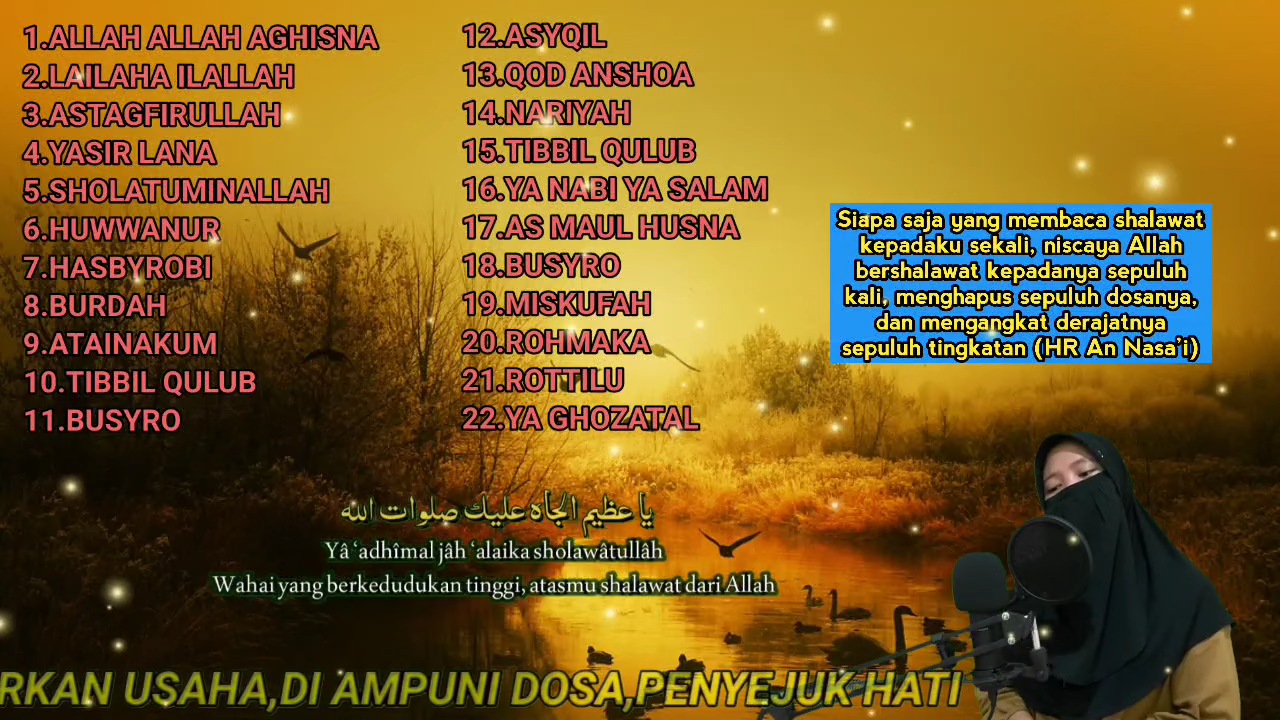 1.ALLAH ALLAH AGHISNA
2.LAILAHA ILALLAH
3.ASTAGFIRULLAH
4.YASIR LANA
5.SHOLATUMINALLAH
6.HUWWANUR
7.HASBYROBI
8.BURDAH
9.ATAINAKUM
10.TIBBIL QULUB
11.BUSYRO
12.ASYQIL
13.QOD ANSHOA
14.NARIYAH
15.TIBBIL QULUB
16.YA NABI YA SALAM
17.AS MAUL HUSNA
18.BUSYRO
19.MISKUFAH
20.ROHMAKA
21.ROTTILU
22.YA GHOZATAL
Siapa saja yang membaca shalawat
kepadaku sekali, niscaya Allah
bershalawat kepadanya sepuluh
kali, menghapus sepuluh dosanya,
dan mengangkat derajatnya
sepuluh tingkatan (HR An Nasa'i)
يا عظيم الجاه عليك صلوات الله
Yâ ‘adhîmal jâh ‘alaika sholawâtullâh
Wahai yang berkedudukan tinggi, atasmu shalawat dari Allah
RKAN USAHA,DI AMPUNI DOSA,PENYEJUK HATI